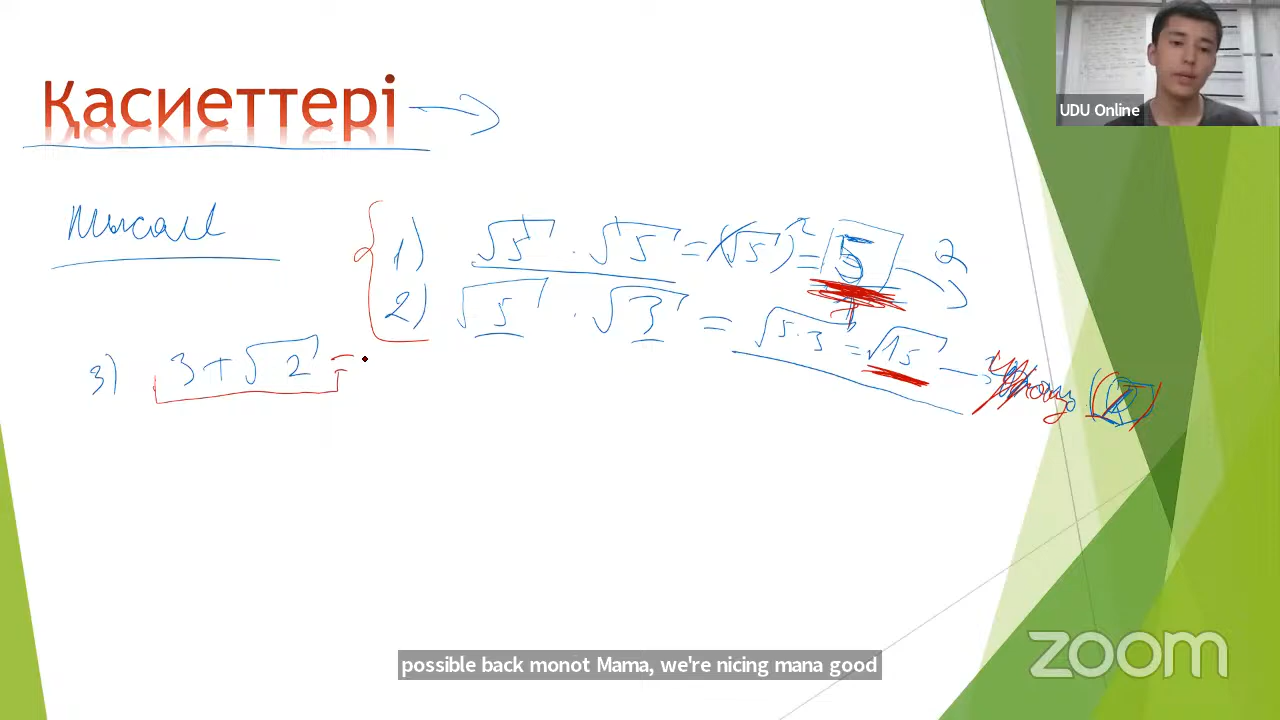 Қасиеттері
UDU Online
Мысал
1) √5 · √5 = (√5)² = 5 → Q
2) √5 · √3 = √5·3 = √15 →
3) 3 + √2 =
possible back monot Mama, we're nicing mana good
zoom